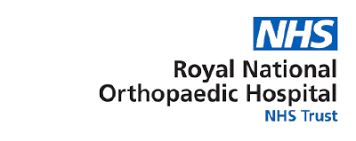 NHS
Royal National
Orthopaedic Hospital
NHS Trust